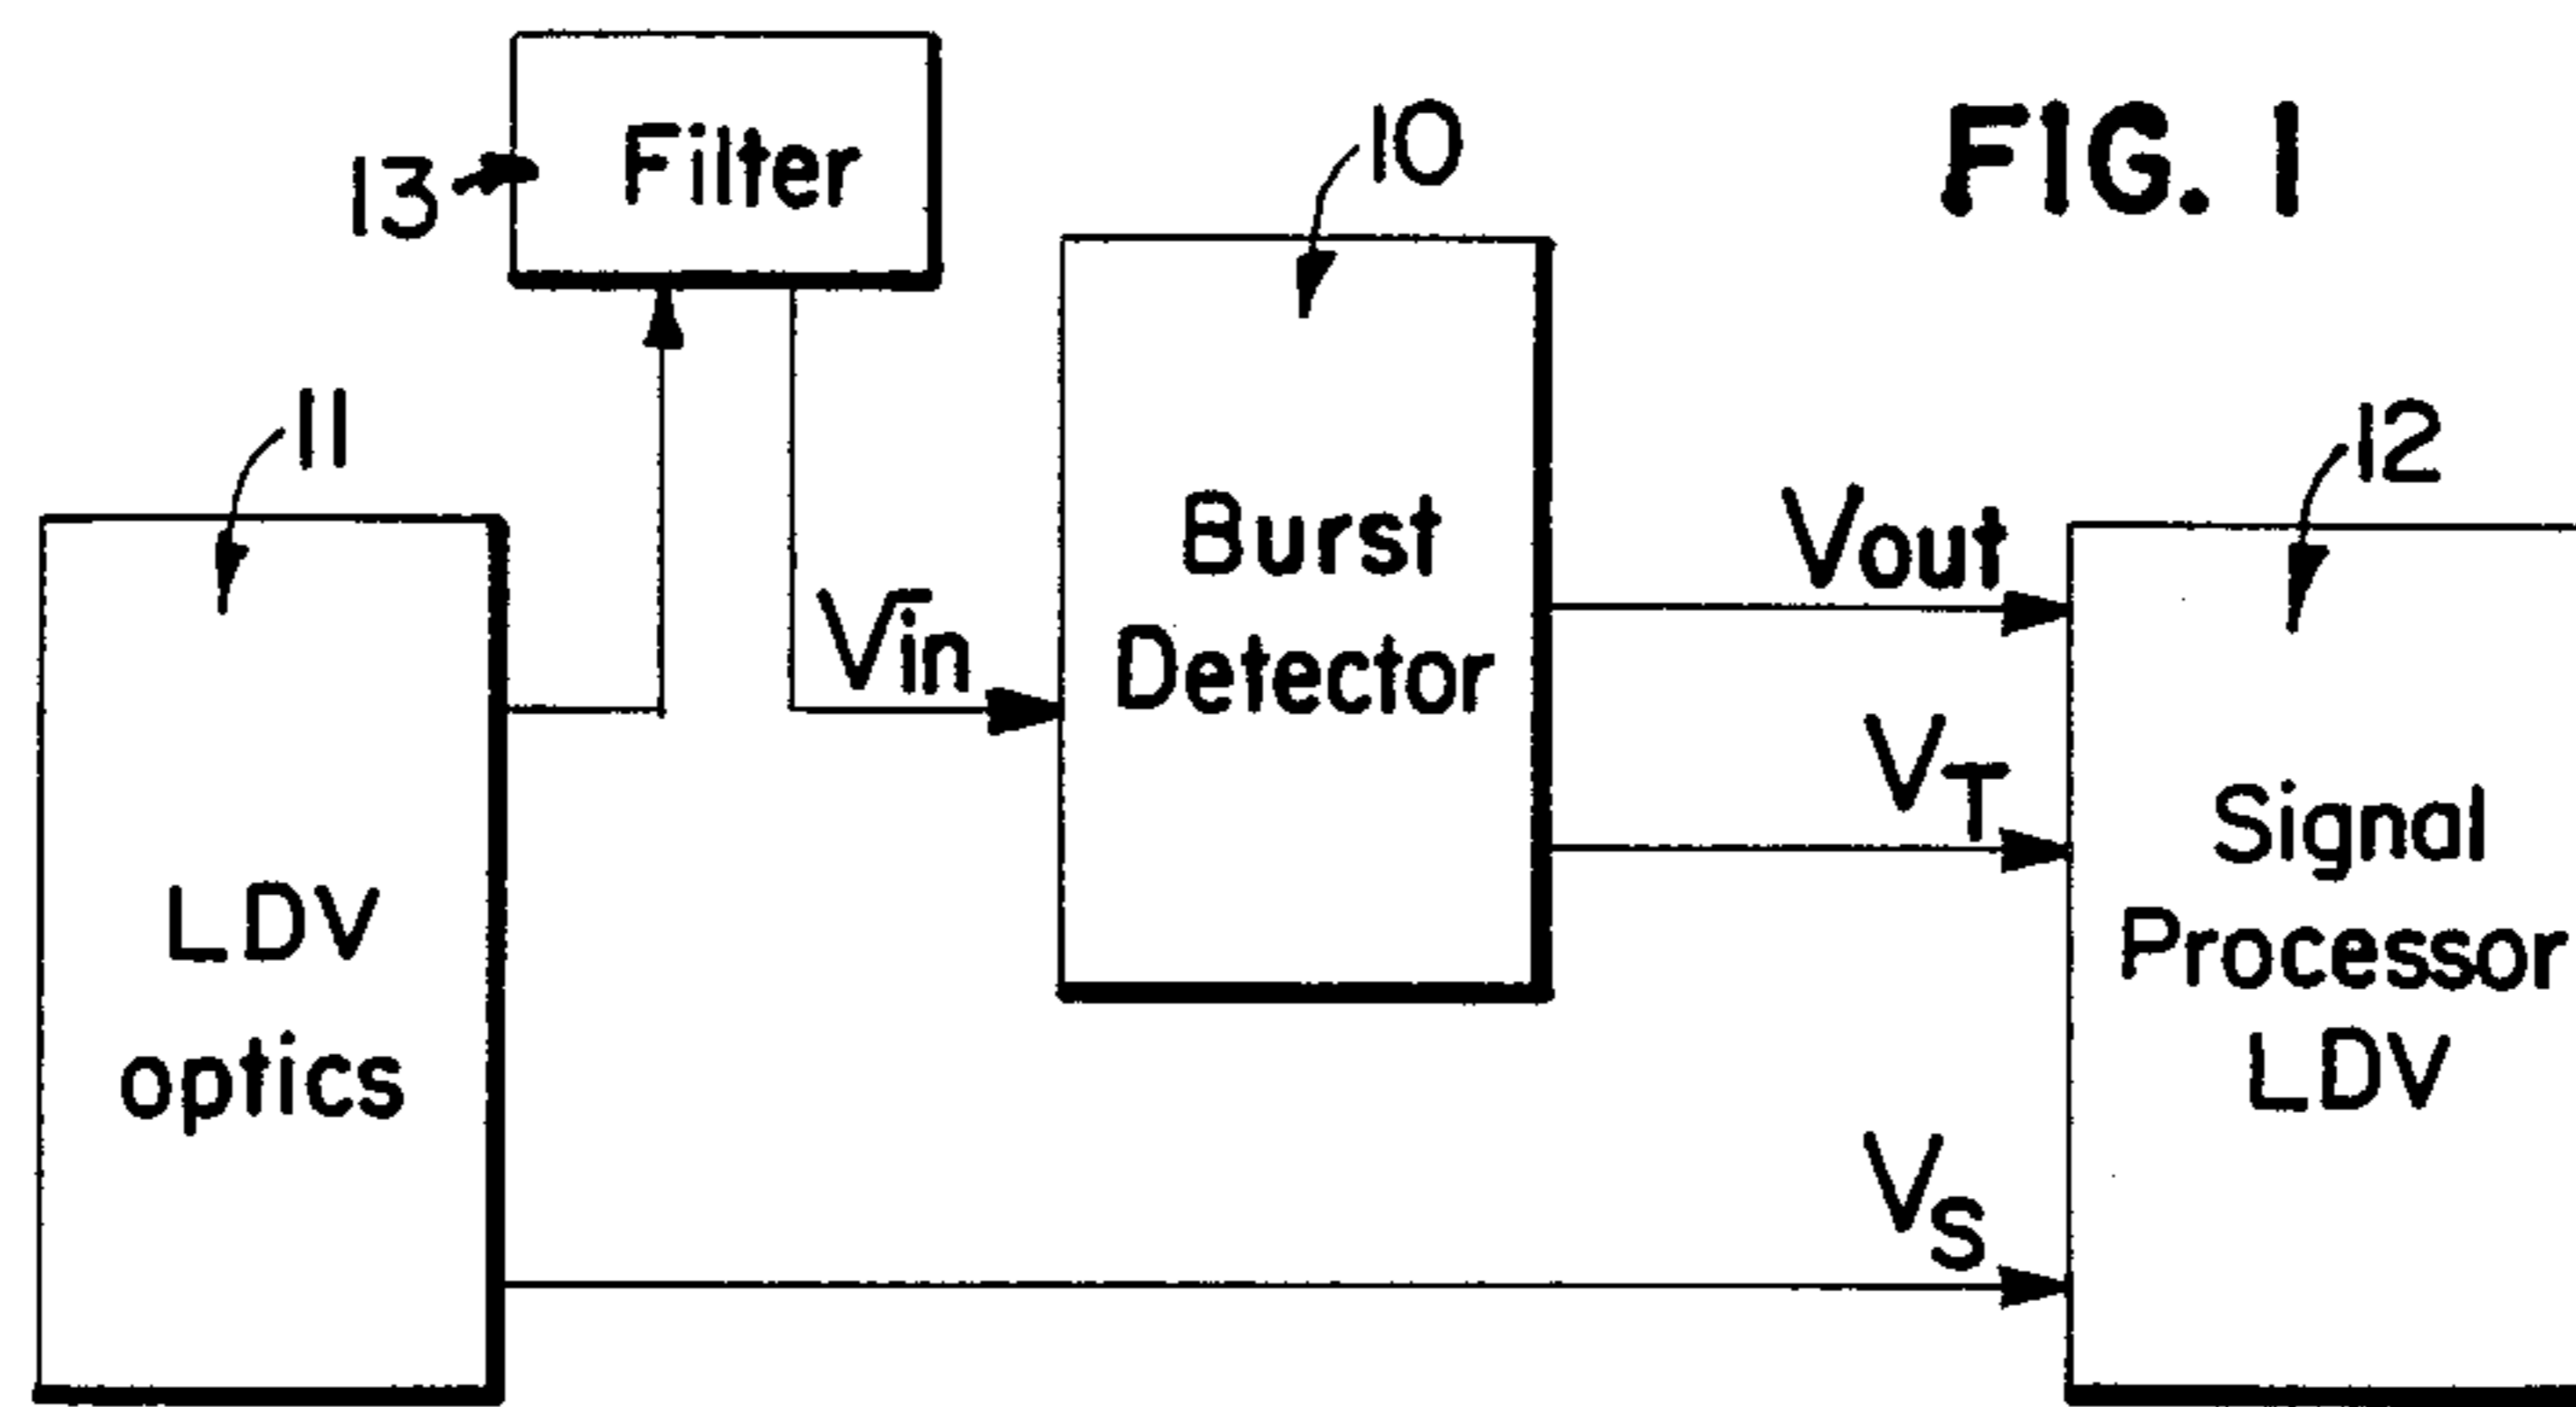 FIG. 1
13
Filter
10
11
12
Vin
Burst
Detector
Vout
VT
Signal
Processor
LDV
LDV
optics
VS